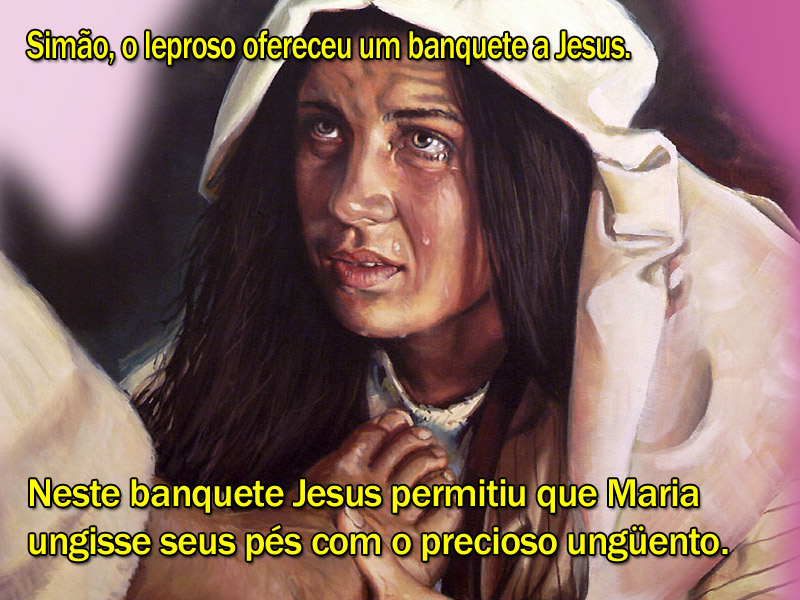 Simão, o leproso ofereceu um banquete a Jesus.
Neste banquete Jesus permitiu que Maria
ungisse seus pés com o precioso ungüento.